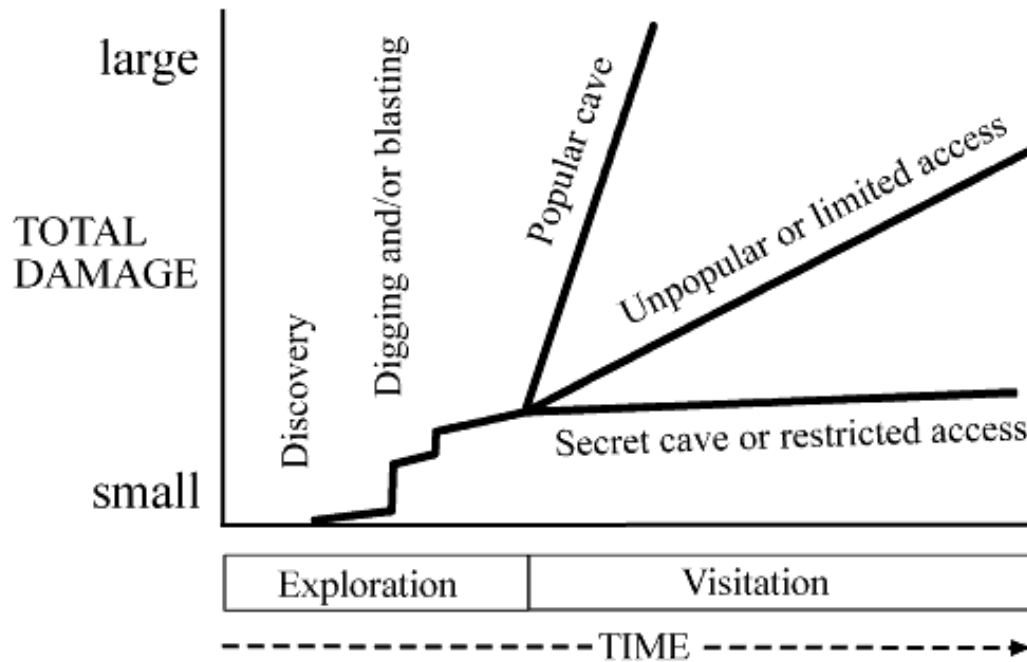 large
TOTAL
DAMAGE
small
Discovery
Digging and/or blasting
Popular cave
Unpopular or limited access
Secret cave or restricted access
Exploration
Visitation
TIME